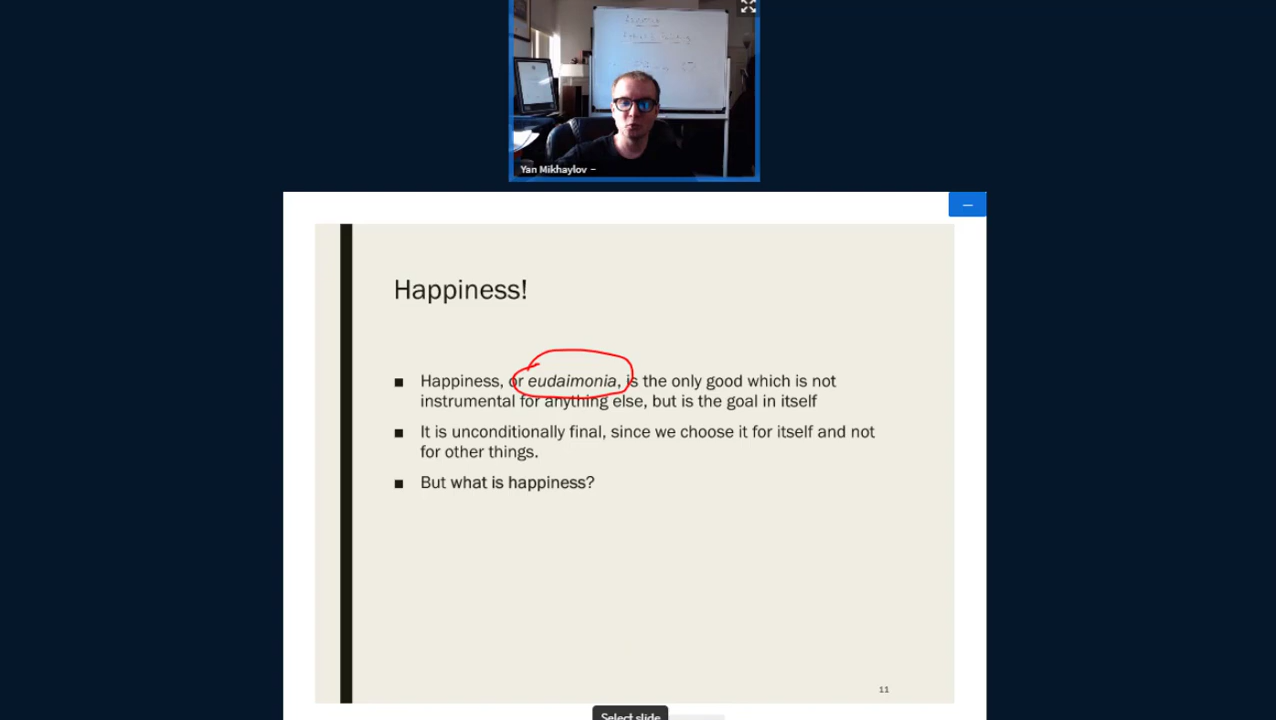 Yan Mikhaylov
Happiness!
■ Happiness, or eudaimonia, is the only good which is not
instrumental for anything else, but is the goal in itself
■ It is unconditionally final, since we choose it for itself and not
for other things.
■ But what is happiness?
11
Select slide